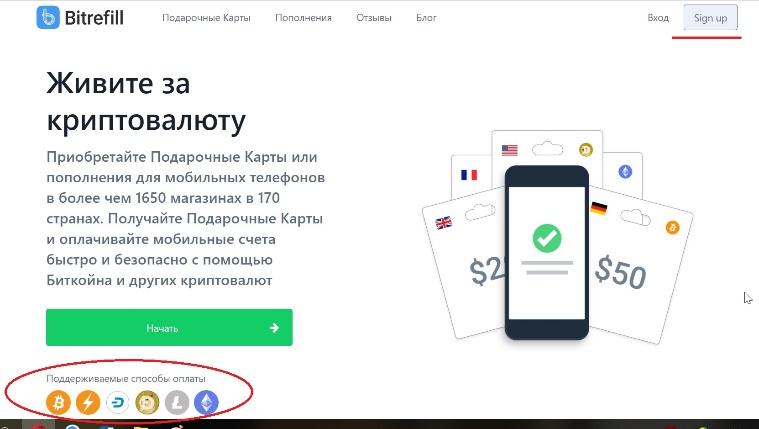 Bitrefill Подарочные Карты Пополнения Отзывы Блог Вход Sign up
Живите за
криптовалюту
Приобретайте Подарочные Карты или
пополнения для мобильных телефонов
в более чем 1650 магазинах в 170
странах. Получайте Подарочные Карты
и оплачивайте мобильные счета
быстро и безопасно с помощью
Биткойна и других криптовалют
$2
$50
Начать
Поддерживаемые способы оплаты